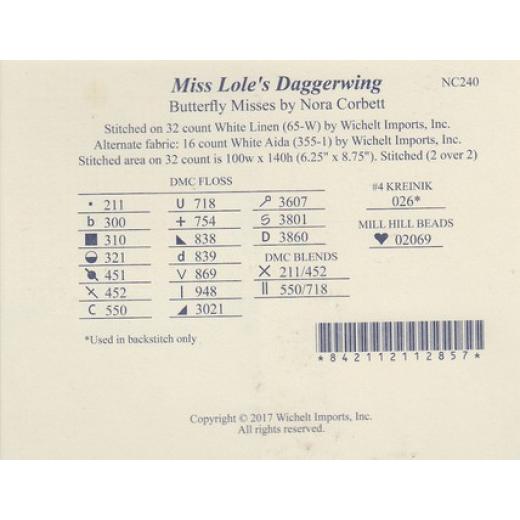 Miss Lole's Daggerwing NC240
Butterfly Misses by Nora Corbett
Stitched on 32 count White Linen (65-W) by Wichelt Imports, Inc.
Alternate fabric: 16 count White Aida (355-1) by Wichelt Imports, Inc.
Stitched area on 32 count is 100w x 140h (6.25" x 8.75"). Stitched (2 over 2)
DMC FLOSS
• 211 U 718 3607
b 300 + 754 3801
310 838 D 3860
321 d 839
451 V 869
452 | 948
C 550 3021
DMC BLENDS
X 211/452
|| 550/718
#4 KREINIK
026*
MILL HILL BEADS
♥ 02069
*Used in backstitch only
*842112112857*
Copyright © 2017 Wichelt Imports, Inc.
All rights reserved.